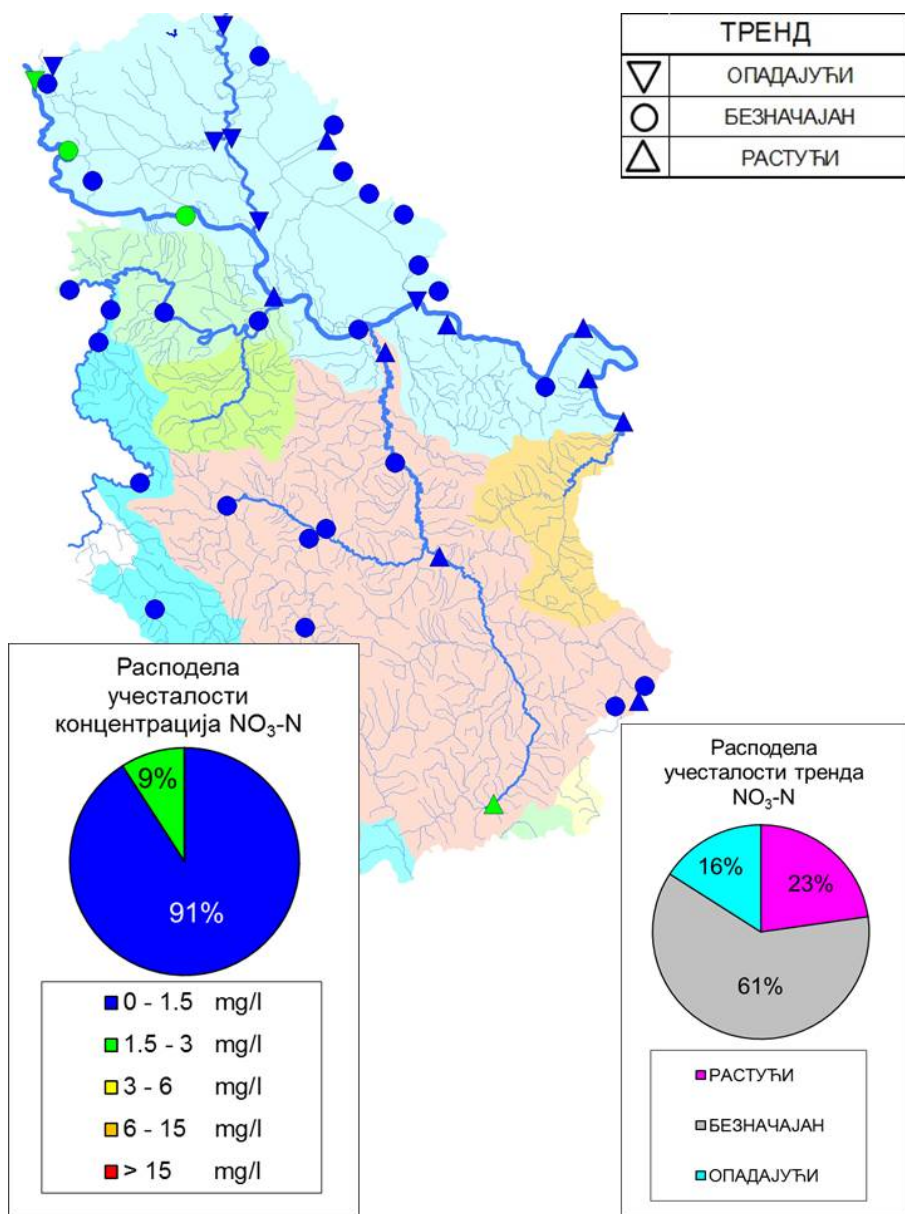 ТРЕНД
ОПАДАЈУЋИ
БЕЗНАЧАЈАН
РАСТУЋИ
Расподела
учесталости
концентрација NO₃-N
9%
91%
0 - 1.5 mg/l
1.5 - 3 mg/l
3 - 6 mg/l
6 - 15 mg/l
> 15 mg/l
Расподела
учесталости тренда
NO₃-N
16%
23%
61%
РАСТУЋИ
БЕЗНАЧАЈАН
ОПАДАЈУЋИ